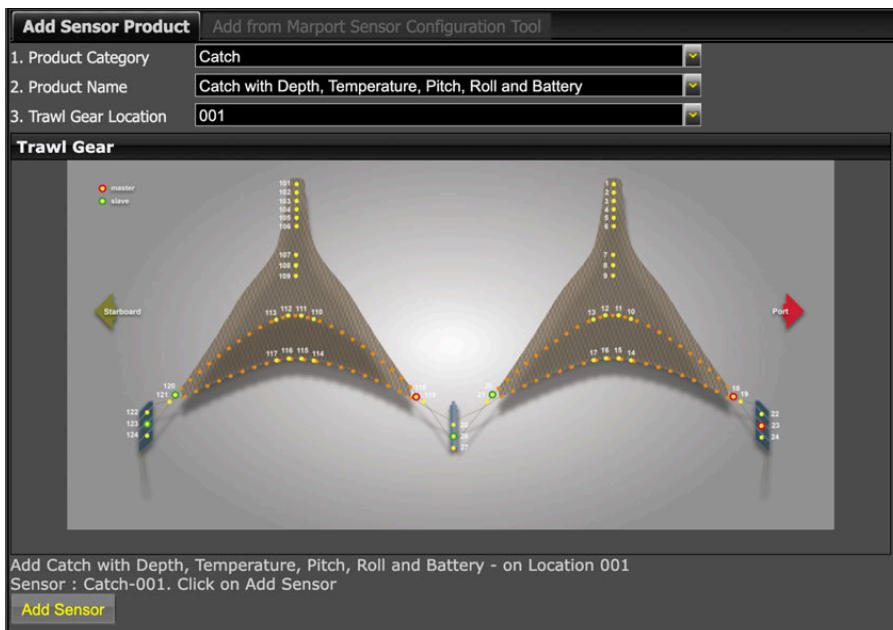 Add Sensor Product
Add from Marport Sensor Configuration Tool
1. Product Category
Catch
2. Product Name
Catch with Depth, Temperature, Pitch, Roll and Battery
3. Trawl Gear Location
001
Trawl Gear
master
slave
101
102
103
104
105
106
107
108
109
1
2
3
4
5
6
7
8
9
Starboard
Port
113 112 111 110
13 12 11 10
117 116 115 114
17 16 15 14
120
121
119
21
18
19
122
123
124
26
27
22
23
24
Add Catch with Depth, Temperature, Pitch, Roll and Battery - on Location 001
Sensor : Catch-001. Click on Add Sensor
Add Sensor